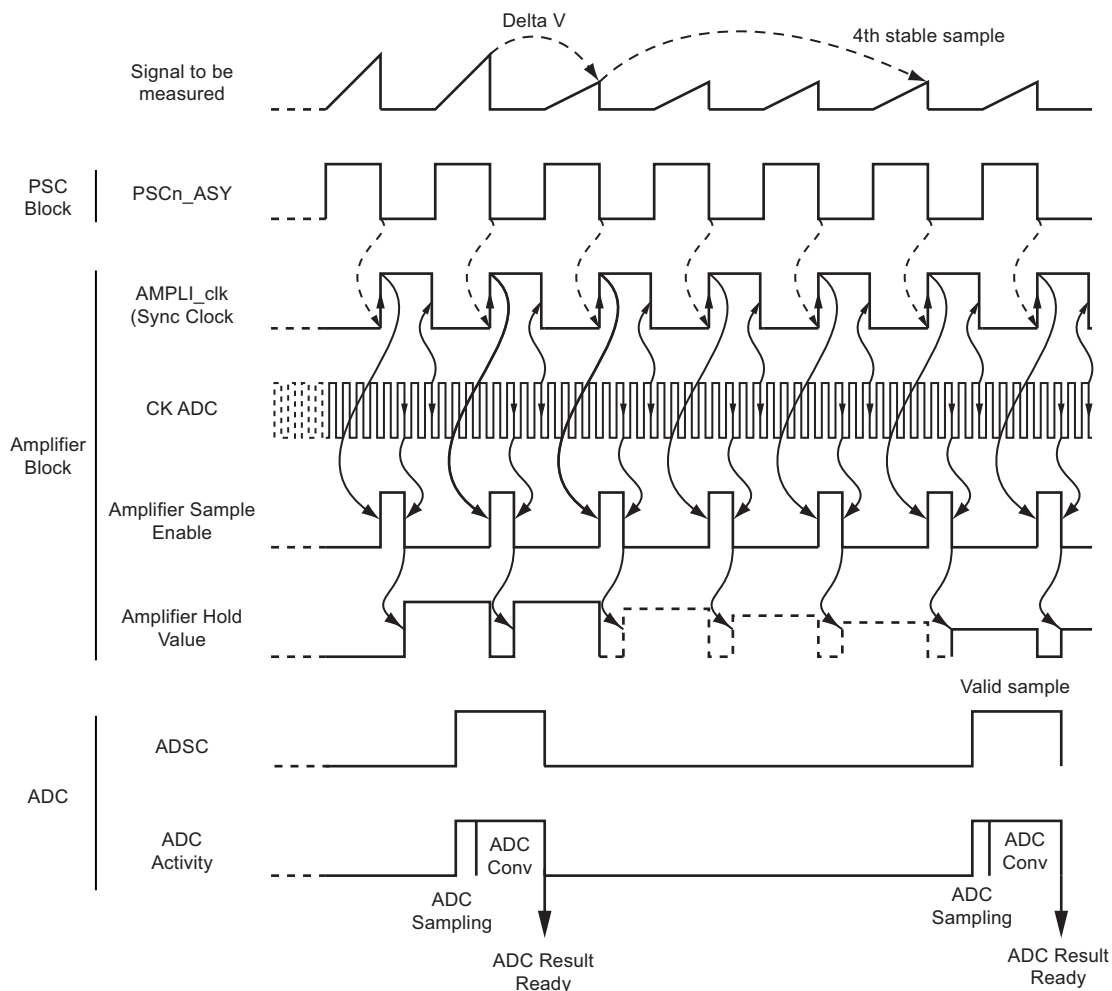 Delta V
4th stable sample
Signal to be
measured
PSC
Block
PSCn_ASY
AMPLI_clk
(Sync Clock
CK ADC
Amplifier
Block
Amplifier Sample
Enable
Amplifier Hold
Value
Valid sample
ADSC
ADC
ADC
Activity
ADC
Conv
ADC
Conv
ADC
Sampling
ADC
Sampling
ADC Result
Ready
ADC Result
Ready